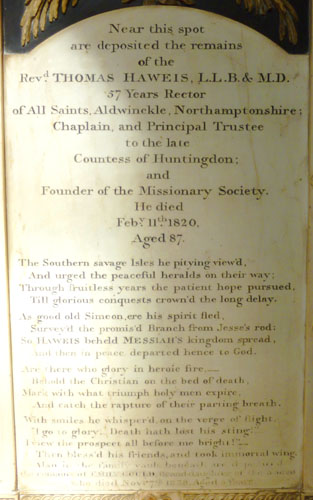 Near this spot
are deposited the remains
of the
Revd. THOMAS HAWEIS, L.L.B. & M.D.
57 Years Rector
of All Saints, Aldwinckle, Northamptonshire;
Chaplain, and Principal Trustee
to the late
Countess of Huntingdon;
and
Founder of the Missionary Society.
He died
Feby. 11th. 1820,
Aged 87.
The Southern savage Isles he pitying view'd,
And urged the peaceful heralds on their way;
Through fruitless years the patient hope pursued,
Till glorious conquests crown'd the long delay.
As good old Simeon, ere his spirit fled,
Survey'd the promis'd Branch from Jesse's rod:
So HAWEIS beheld MESSIAH'S kingdom spread,
And then in peace departed hence to God.
Are there who glory in heroic fire,
Behold the Christian on the bed of death,
Mark with what triumph holy men expire,
And catch the rapture of their parting breath.
With smiles he whisper'd, on the verge of flight,
"I go to glory; Death hath lost his sting:
I view the prospect all before me bright!"
Then bless'd his friends, and took immortal wing.
Also in the family vault
who died Novr.